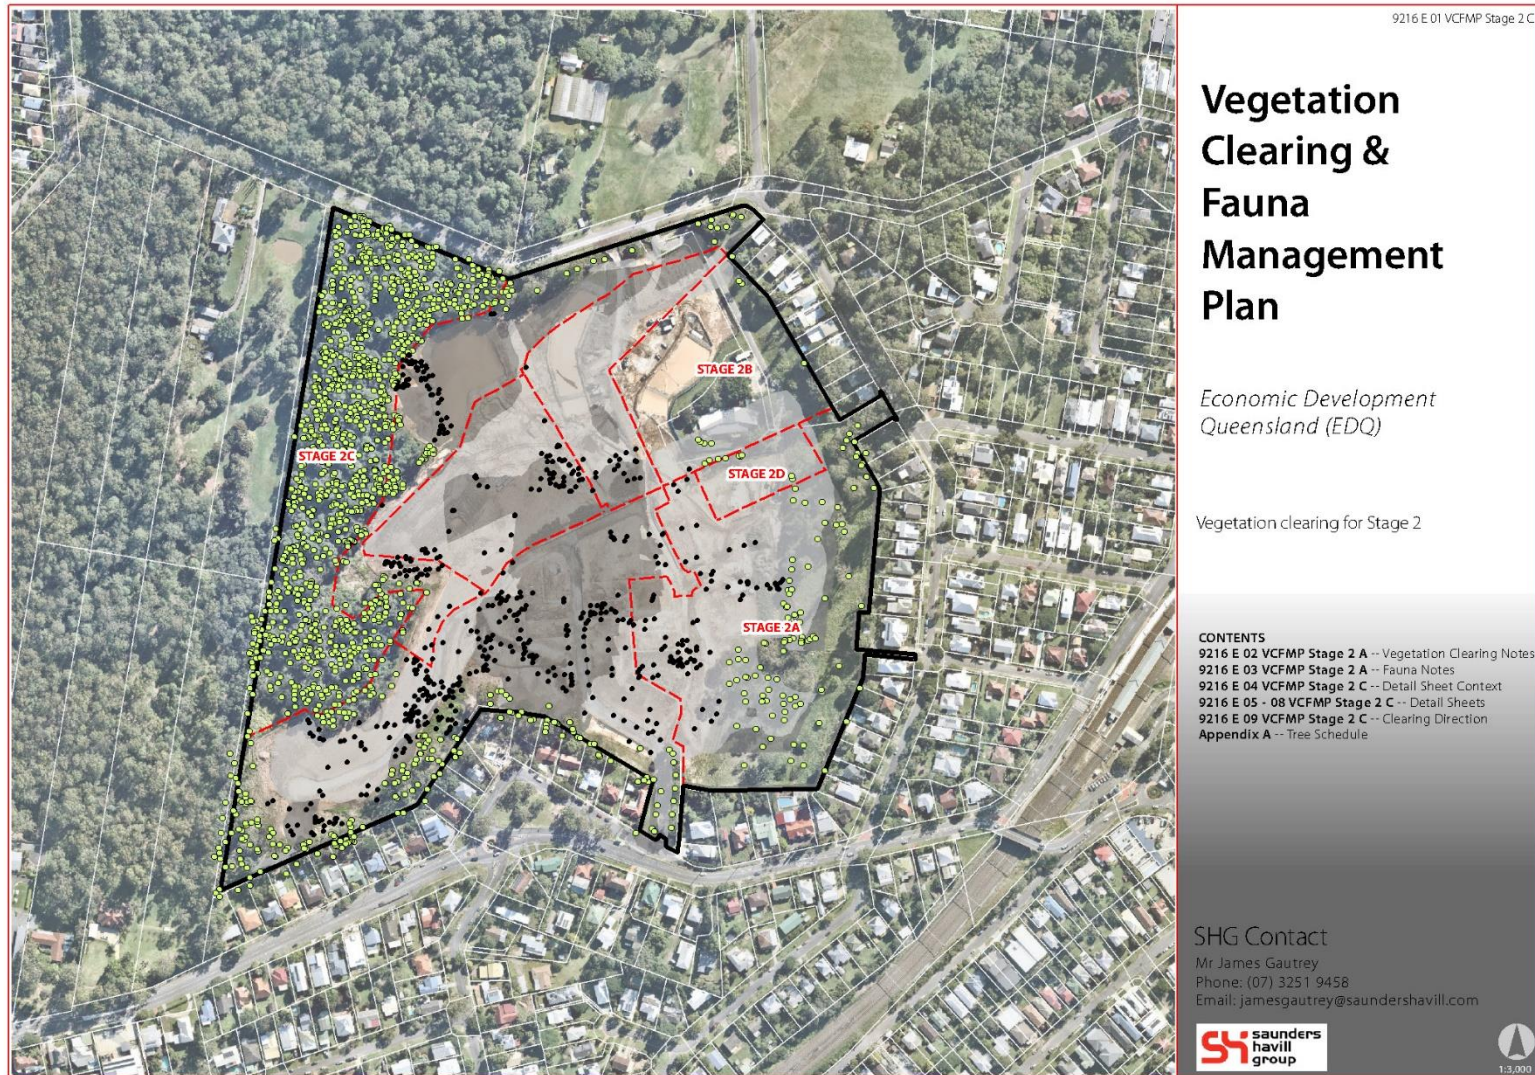 9216 E 01 VCFMP Stage 2 C
Vegetation
Clearing &
Fauna
Management
Plan
Economic Development
Queensland (EDQ)
Vegetation clearing for Stage 2
CONTENTS
9216 E 02 VCFMP Stage 2 A -- Vegetation Clearing Notes
9216 E 03 VCFMP Stage 2 A -- Fauna Notes
9216 E 04 VCFMP Stage 2 C -- Detail Sheet Context
9216 E 05 - 08 VCFMP Stage 2 C -- Detail Sheets
9216 E 09 VCFMP Stage 2 C -- Clearing Direction
Appendix A -- Tree Schedule
SHG Contact
Mr James Gautrey
Phone: (07) 3251 9458
Email: jamesgautrey@saundershavill.com
SH
saunders
havill
group
1:3,000
STAGE 2B
STAGE 2C
STAGE 2D
STAGE 2A